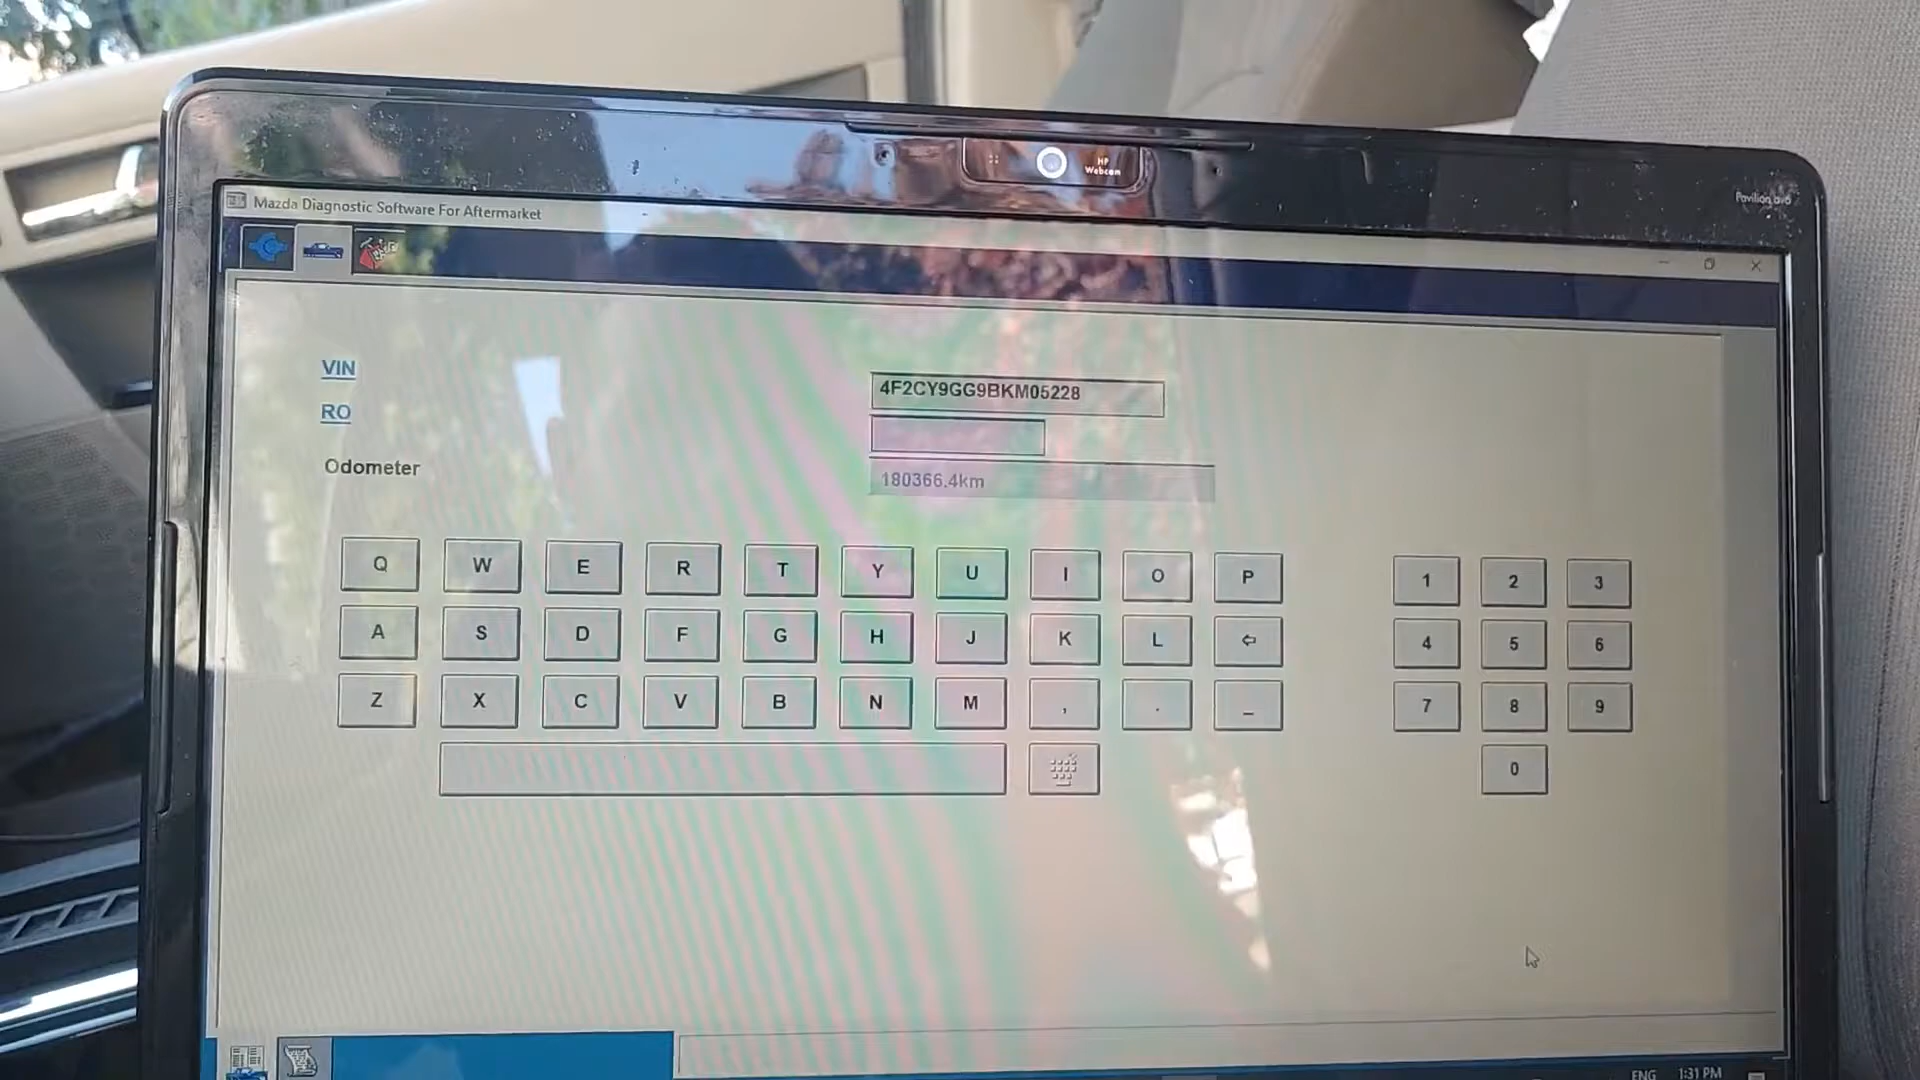 HP
Webcam
Pavilion dv6
Mazda Diagnostic Software For Aftermarket
VIN
4F2CY9GG9BKM05228
RO
Odometer
180366.4km
Q W E R T Y U I O P 1 2 3
A S D F G H J K L 4 5 6
Z X C V B N M , . _ 7 8 9
0
ENG 1:31 PM